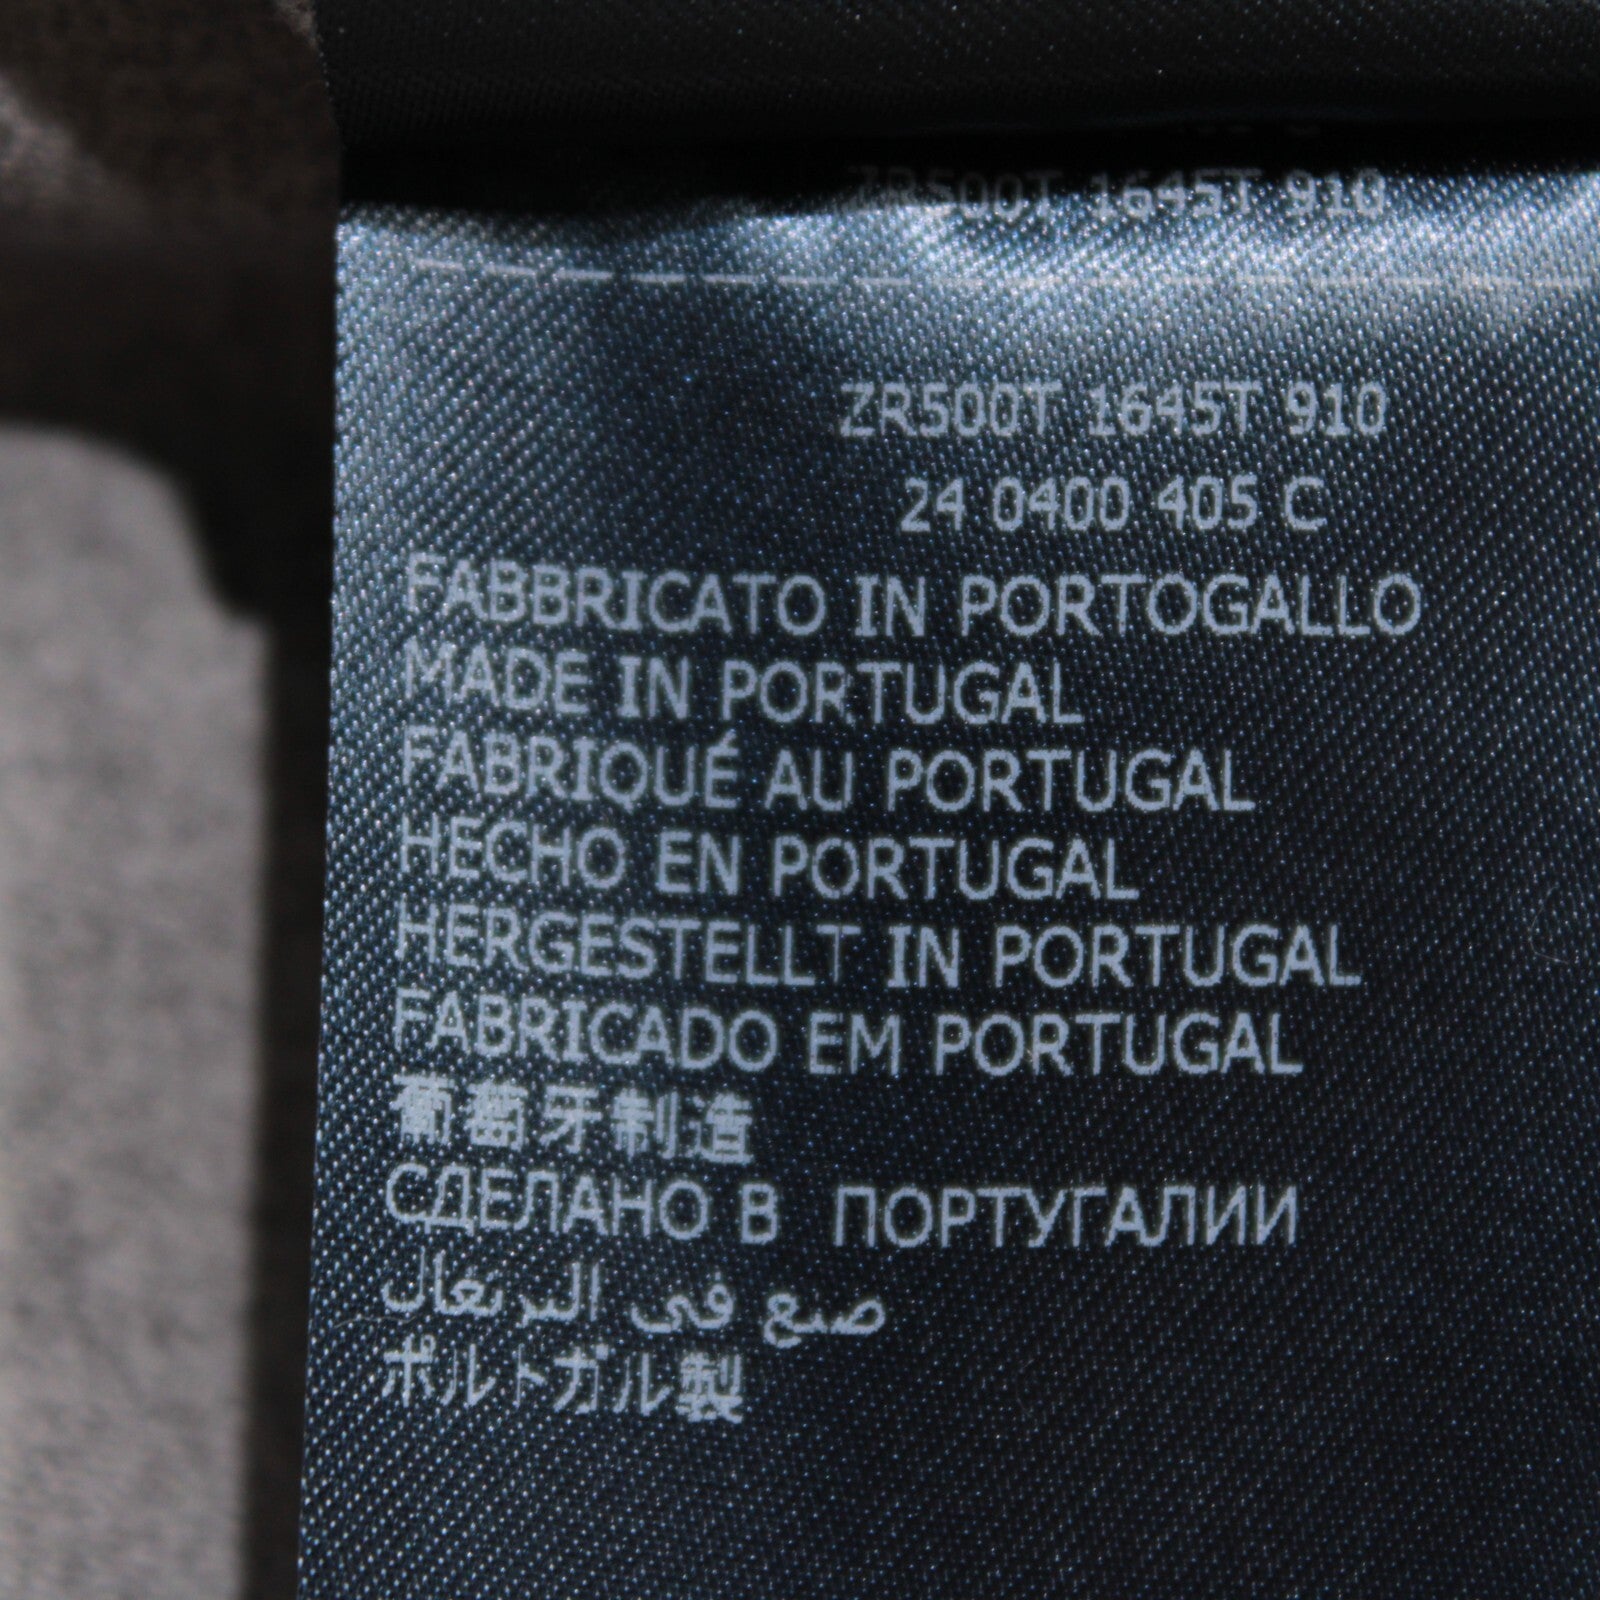 ZR500T 1645T 910
ZR500T 1645T 910
24 0400 405 C
FABBRICATO IN PORTOGALLO
MADE IN PORTUGAL
FABRIQUÉ AU PORTUGAL
HECHO EN PORTUGAL
HERGESTELLT IN PORTUGAL
FABRICADO EM PORTUGAL
葡萄牙制造
СДЕЛАНО В ПОРТУГАЛИИ
صنع فى البرتغال
ポルトガル製